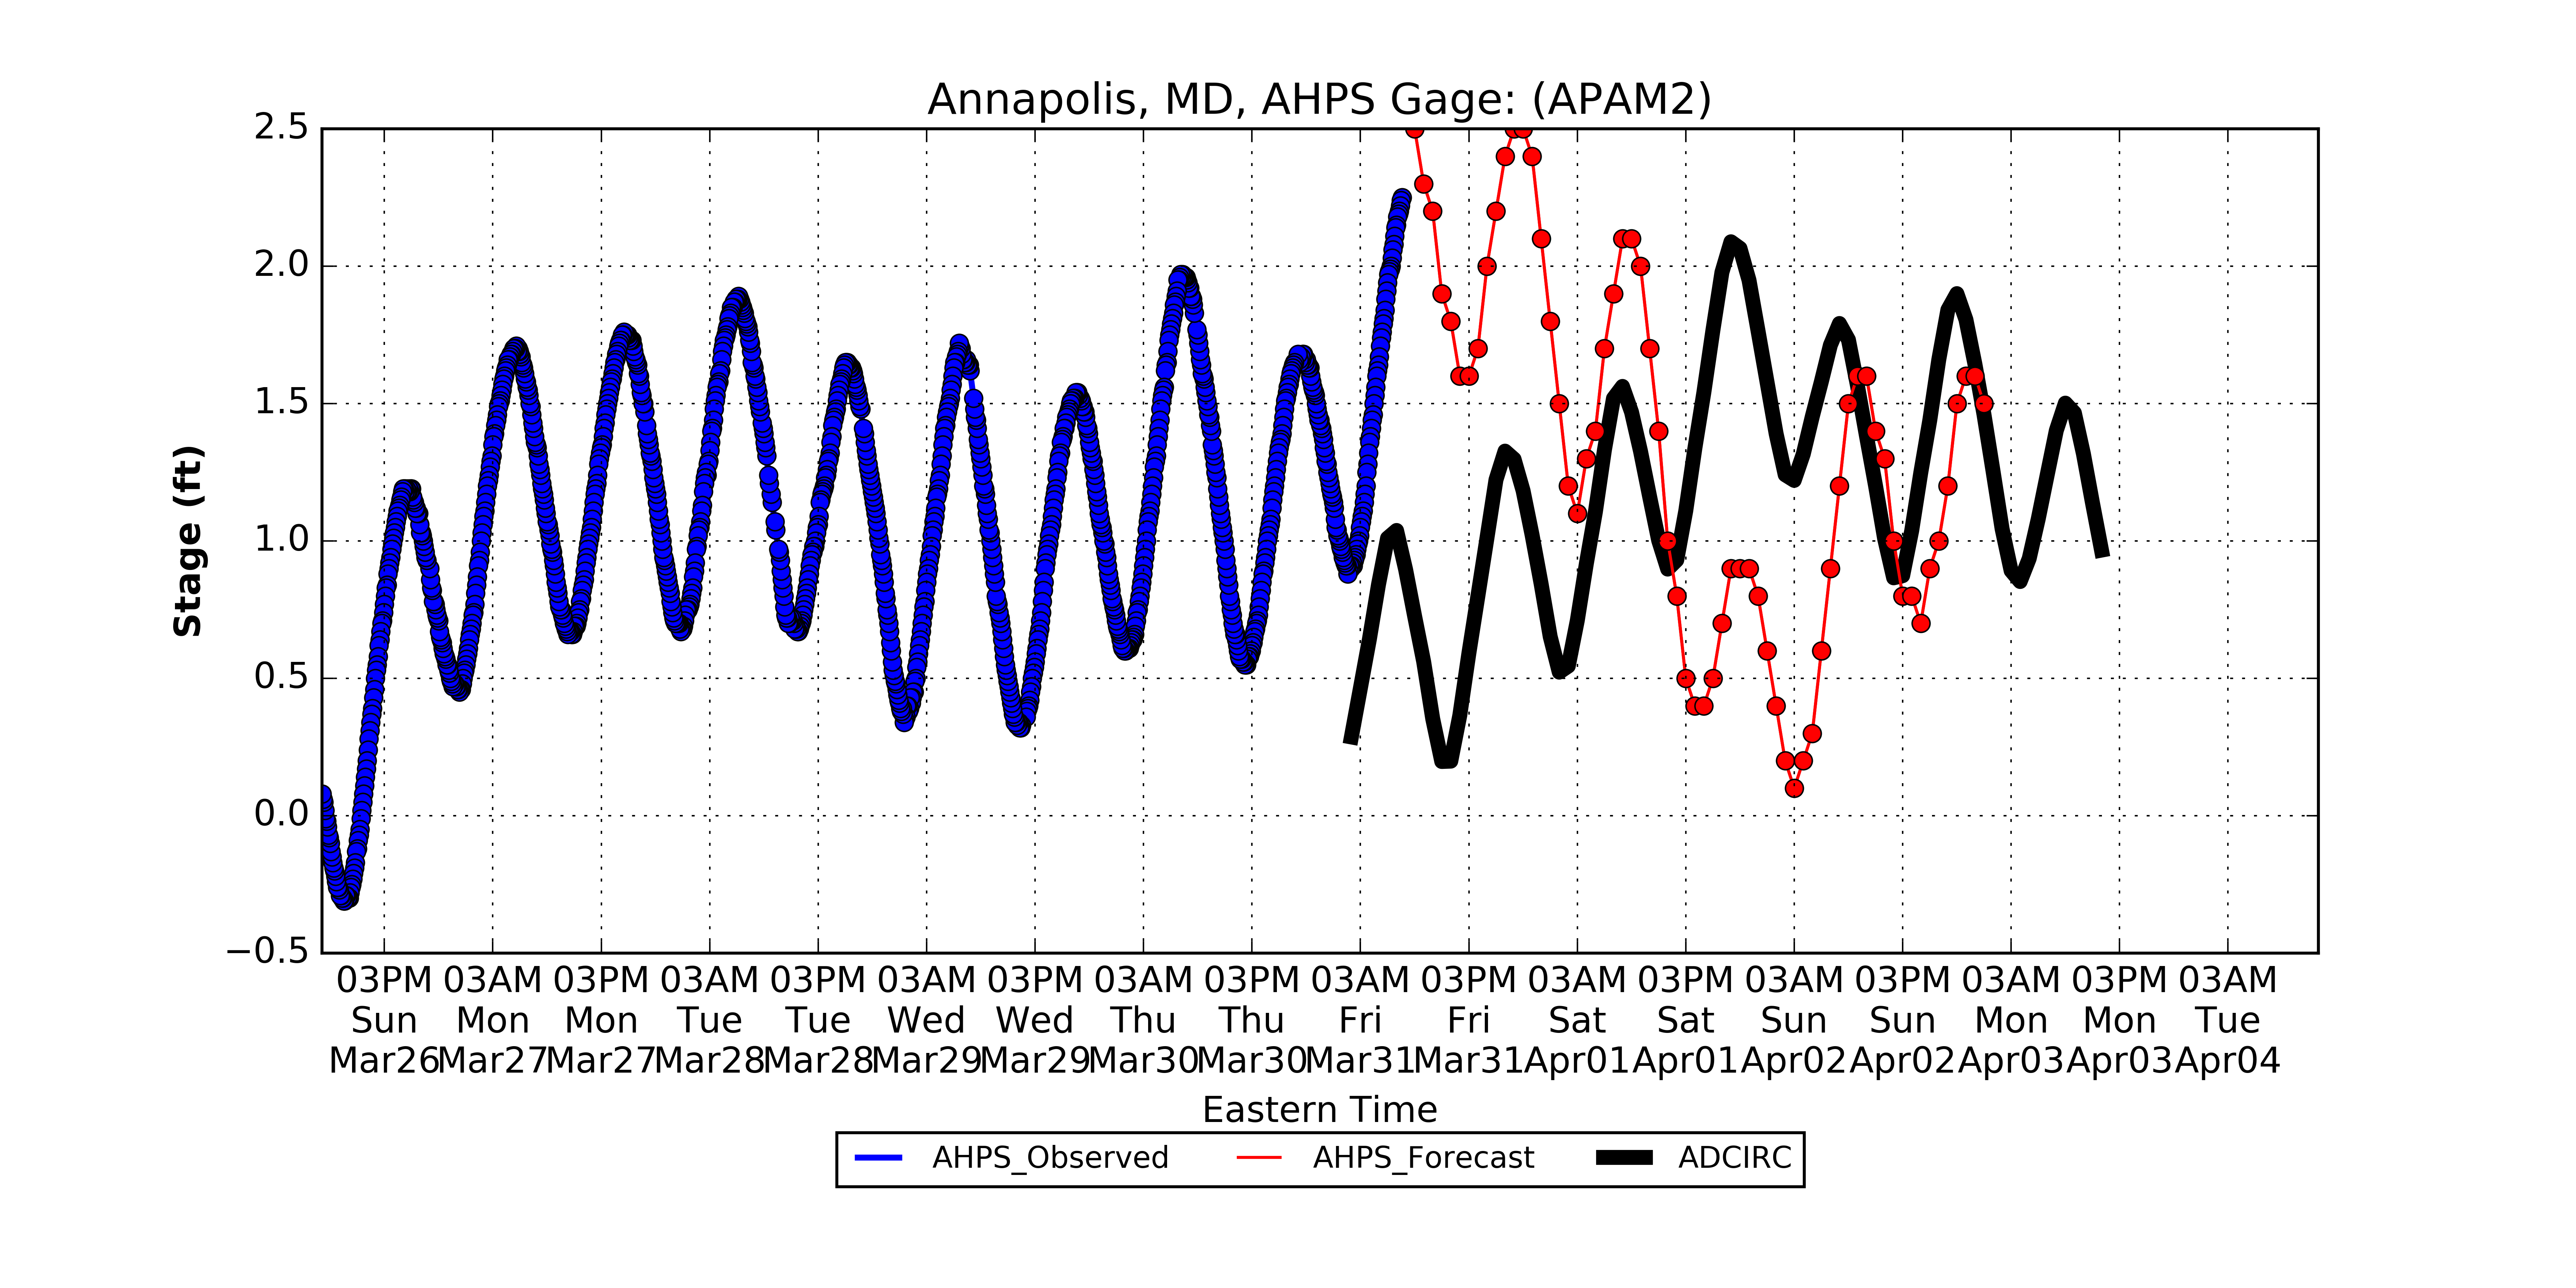 Annapolis, MD, AHPS Gage: (APAM2)
Stage (ft)
2.5
2.0
1.5
1.0
0.5
0.0
−0.5
03PM 03AM 03PM 03AM 03PM 03AM 03PM 03AM 03PM 03AM 03PM 03AM 03PM 03AM 03PM 03AM 03PM 03AM
Sun Mon Mon Tue Tue Wed Wed Thu Thu Fri Fri Sat Sat Sun Sun Mon Mon Tue
Mar26 Mar27 Mar27 Mar28 Mar28 Mar29 Mar29 Mar30 Mar30 Mar31 Mar31 Apr01 Apr01 Apr02 Apr02 Apr03 Apr03 Apr04
Eastern Time
AHPS_Observed AHPS_Forecast ADCIRC